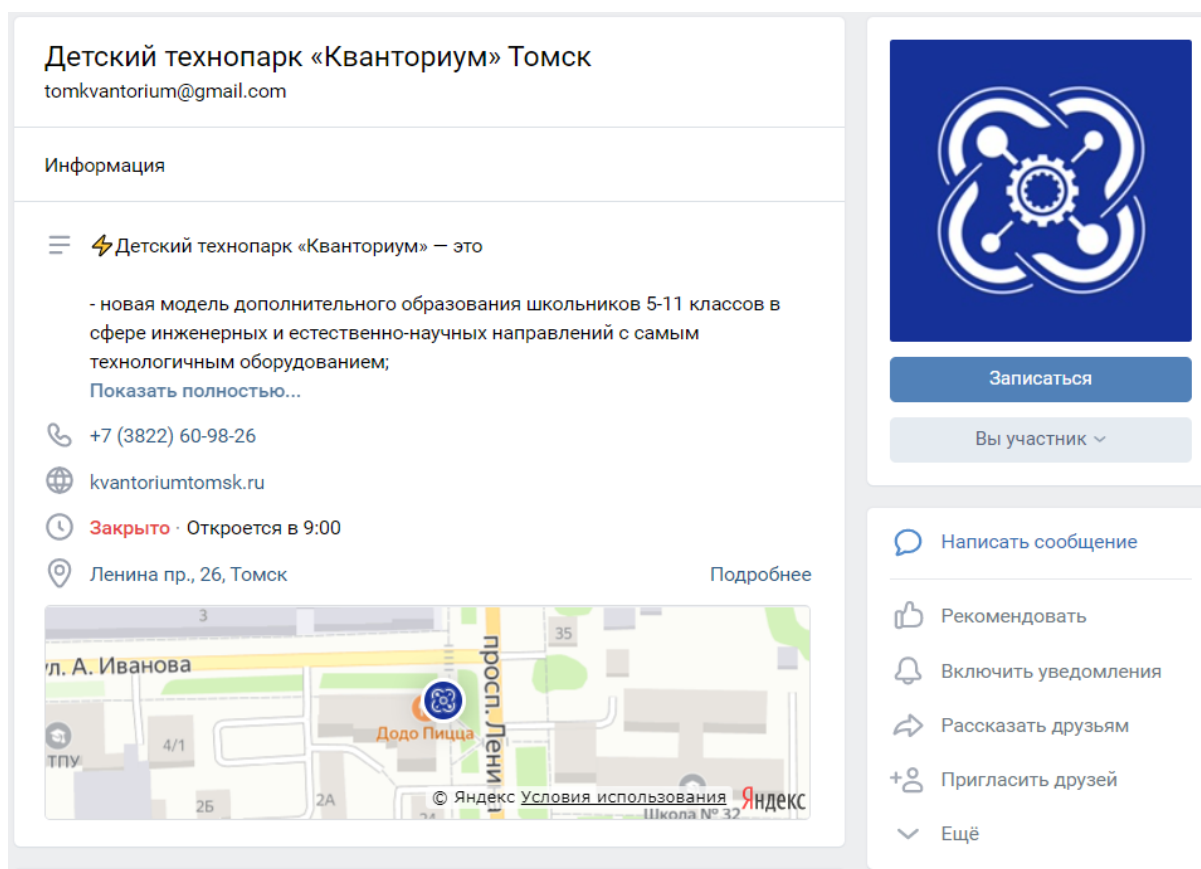 Детский технопарк «Кванториум» Томск
tomkvantorium@gmail.com
Информация
⚡Детский технопарк «Кванториум» — это
- новая модель дополнительного образования школьников 5-11 классов в
сфере инженерных и естественно-научных направлений с самым
технологичным оборудованием;
Показать полностью...
+7 (3822) 60-98-26
kvantoriumtomsk.ru
Закрыто · Откроется в 9:00
Ленина пр., 26, Томск
Подробнее
3
35
ул. А. Иванова
просп. Ленина
Додо Пицца
4/1
ТПУ
2Б
2А
© Яндекс Условия использования
Яндекс
Школа № 32
Записаться
Вы участник
Написать сообщение
Рекомендовать
Включить уведомления
Рассказать друзьям
Пригласить друзей
Ещё